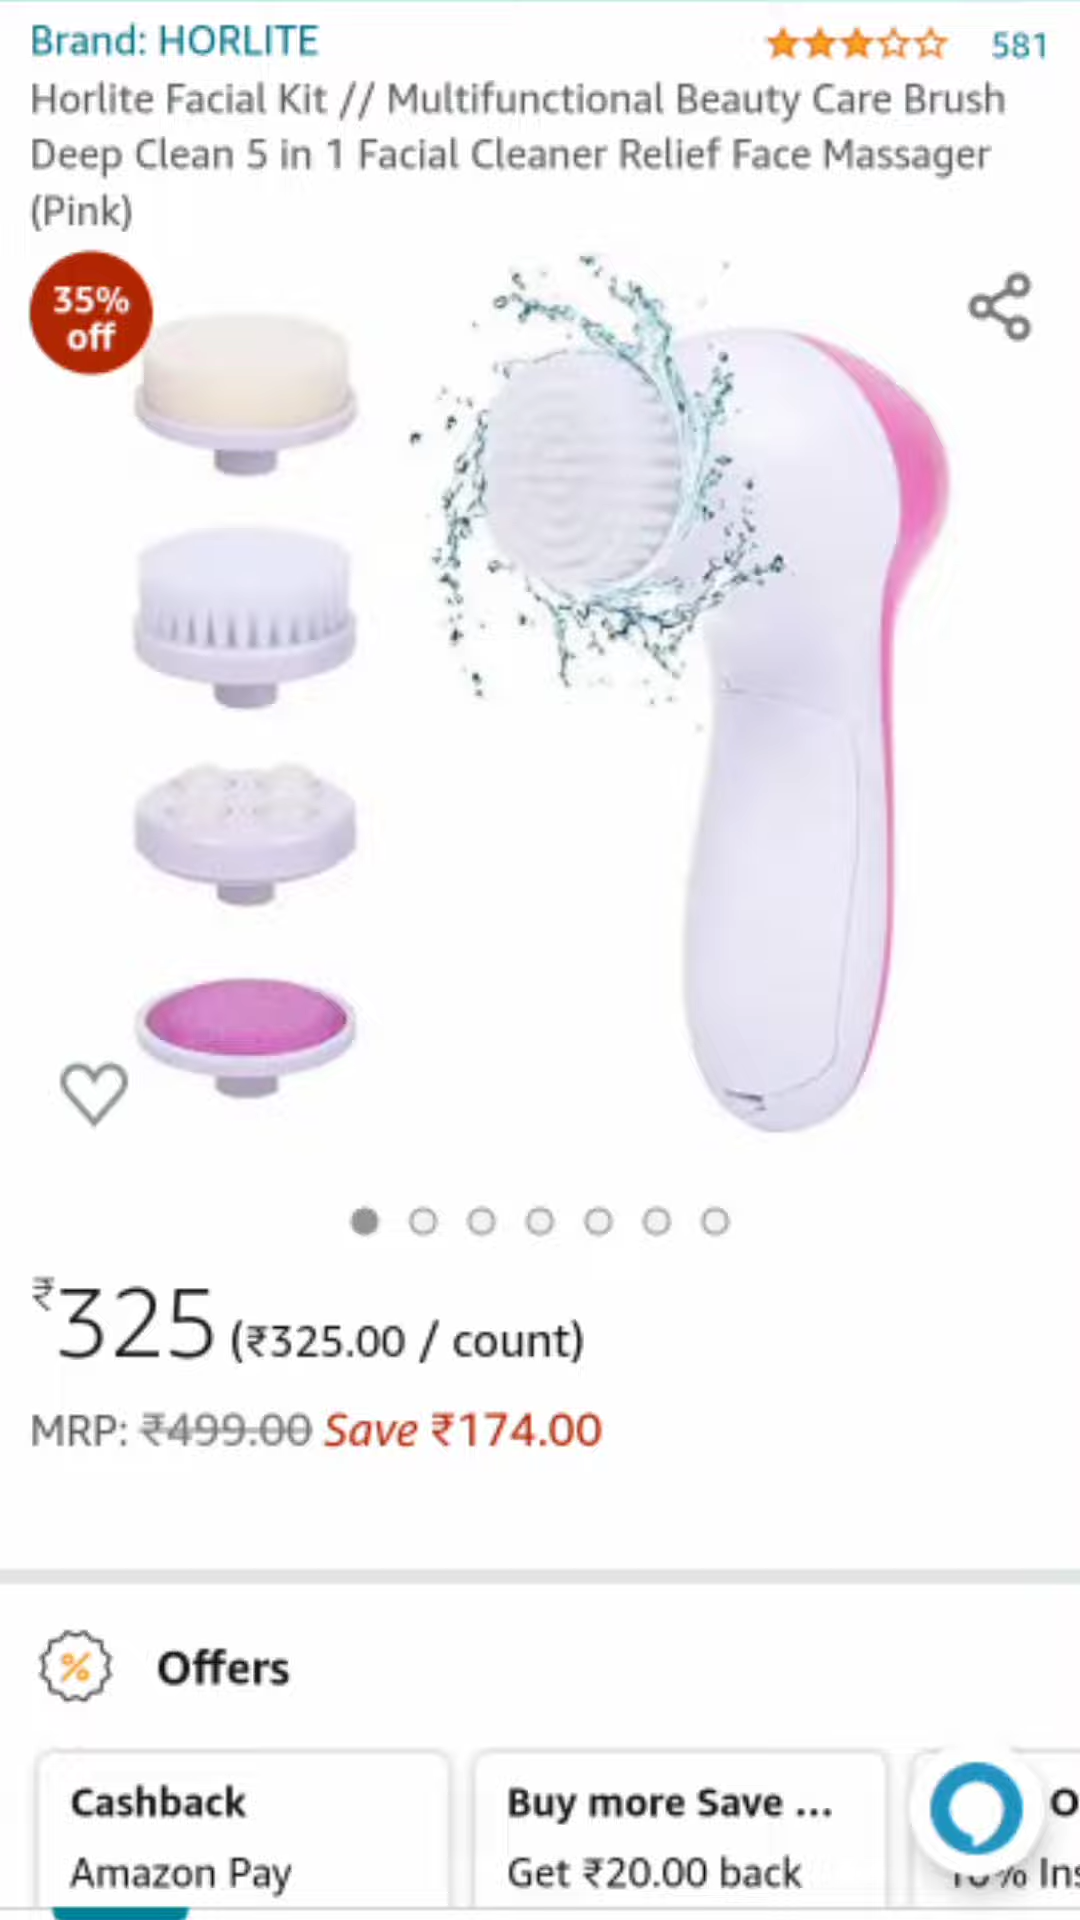 Brand: HORLITE 581
Horlite Facial Kit // Multifunctional Beauty Care Brush
Deep Clean 5 in 1 Facial Cleaner Relief Face Massager
(Pink)
35%
off
₹325 (₹325.00 / count)
MRP: ₹499.00 Save ₹174.00
% Offers
Cashback
Amazon Pay
Buy more Save ...
Get ₹20.00 back